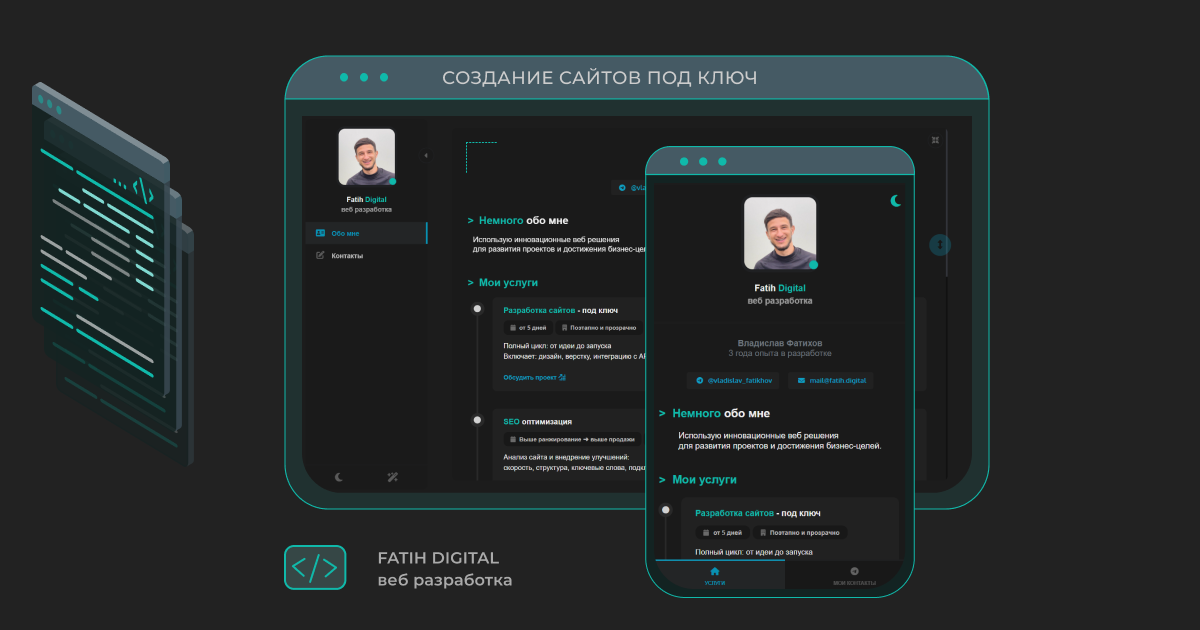 СОЗДАНИЕ САЙТОВ ПОД КЛЮЧ
Fatih Digital
веб разработка
Обо мне
Контакты
> Немного обо мне
Использую инновационные веб решения
для развития проектов и достижения
> Мои услуги
Разработка сайтов - под ключ
от 5 дней
Поэтапно и прозрачно
Полный цикл: от идеи до запуска
Включает: дизайн, верстку, интеграцию с
Обсудить проект
SEO оптимизация
Выше ранжирование ➔ выше продажи
Анализ сайта и внедрение улучшений:
скорость, структура, ключевые слова,
Fatih Digital
веб разработка
Владислав Фатихов
3 года опыта в разработке
@vladislav_fatikhov
mail@fatih.digital
> Немного обо мне
Использую инновационные веб решения
для развития проектов и достижения бизнес-целей.
> Мои услуги
Разработка сайтов - под ключ
от 5 дней
Поэтапно и прозрачно
Полный цикл: от идеи до запуска
УСЛУГИ
МОИ КОНТАКТЫ
</> FATIH DIGITAL
веб разработка